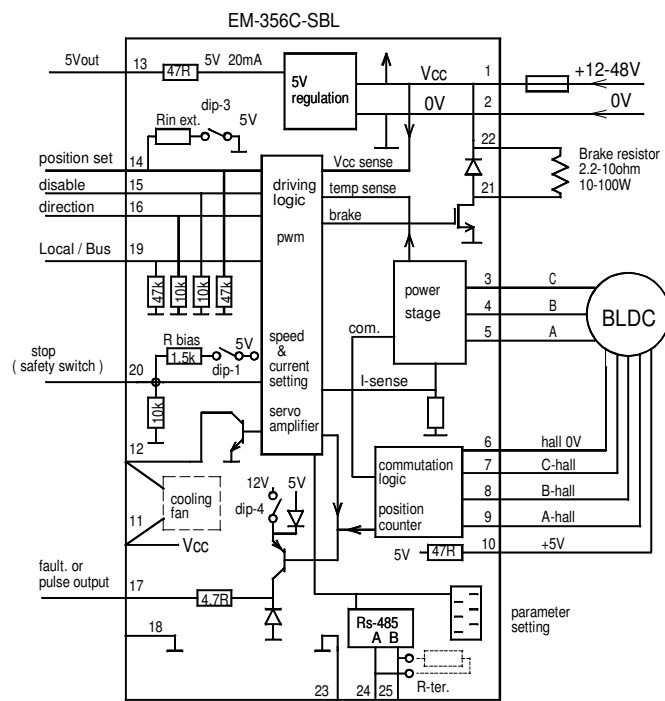 EM-356C-SBL
5Vout
13
47R
5V 20mA
5V
regulation
Vcc
1
+12-48V
0V
2
0V
Rin ext.
dip-3
5V
22
position set
14
Vcc sense
Brake resistor
2.2-10ohm
10-100W
disable
15
driving
logic
temp sense
21
direction
16
brake
pwm
Local / Bus
19
47k
10k
10k
47k
power
stage
3
C
4
B
5
A
BLDC
com.
stop
( safety switch )
20
R bias
1.5k
5V
dip-1
speed
&
current
setting
I-sense
10k
servo
amplifier
12
6
hall 0V
commutation
logic
7
C-hall
cooling
fan
12V
5V
dip-4
position
counter
8
B-hall
11
9
A-hall
Vcc
5V
47R
10
+5V
fault. or
pulse output
17
4.7R
Rs-485
A B
parameter
setting
18
R-ter.
23
24
25